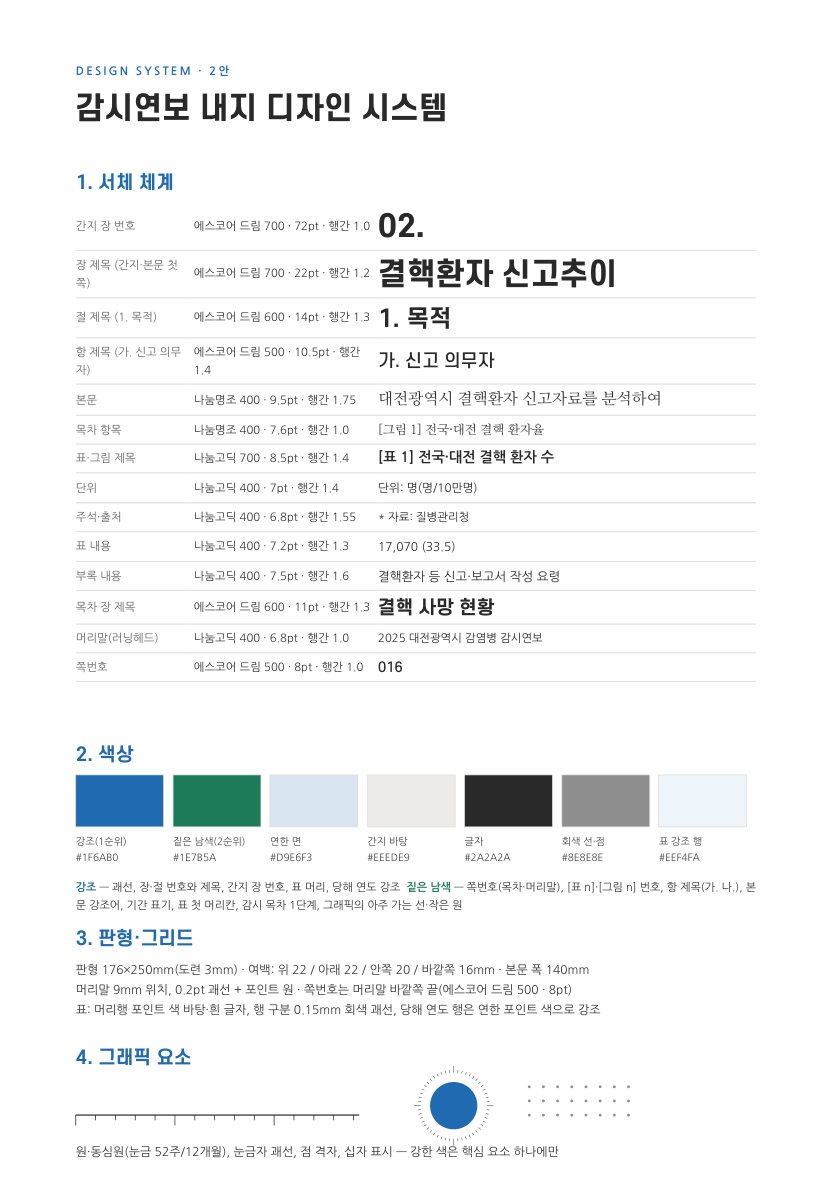 DESIGN SYSTEM · 2안
감시연보 내지 디자인 시스템
1. 서체 체계
간지 장 번호 에스코어 드림 700 · 72pt · 행간 1.0 02.
장 제목 (간지·본문 첫 쪽) 에스코어 드림 700 · 22pt · 행간 1.2 결핵환자 신고추이
절 제목 (1. 목적) 에스코어 드림 600 · 14pt · 행간 1.3 1. 목적
항 제목 (가. 신고 의무자) 에스코어 드림 500 · 10.5pt · 행간 1.4 가. 신고 의무자
본문 나눔명조 400 · 9.5pt · 행간 1.75 대전광역시 결핵환자 신고자료를 분석하여
목차 항목 나눔명조 400 · 7.6pt · 행간 1.0 [그림 1] 전국·대전 결핵 환자율
표·그림 제목 나눔고딕 700 · 8.5pt · 행간 1.4 [표 1] 전국·대전 결핵 환자 수
단위 나눔고딕 400 · 7pt · 행간 1.4 단위: 명(명/10만명)
주석·출처 나눔고딕 400 · 6.8pt · 행간 1.55 * 자료: 질병관리청
표 내용 나눔고딕 400 · 7.2pt · 행간 1.3 17,070 (33.5)
부록 내용 나눔고딕 400 · 7.5pt · 행간 1.6 결핵환자 등 신고·보고서 작성 요령
목차 장 제목 에스코어 드림 600 · 11pt · 행간 1.3 결핵 사망 현황
머리말(러닝헤드) 나눔고딕 400 · 6.8pt · 행간 1.0 2025 대전광역시 감염병 감시연보
쪽번호 에스코어 드림 500 · 8pt · 행간 1.0 016
2. 색상
강조(1순위) 짙은 남색(2순위) 연한 면 간지 바탕 글자 회색 선·점 표 강조 행
#1F6AB0 #1E7B5A #D9E6F3 #EEEDE9 #2A2A2A #8E8E8E #EEF4FA
강조 — 괘선, 장·절 번호와 제목, 간지 장 번호, 표 머리, 당해 연도 강조 짙은 남색 — 쪽번호(목차·머리말), [표 n]·[그림 n] 번호, 항 제목(가. 나.), 본
문 강조어, 기간 표기, 표 첫 머리칸, 감시 목차 1단계, 그래픽의 아주 가는 선·작은 원
3. 판형·그리드
판형 176×250mm(도련 3mm) · 여백: 위 22 / 아래 22 / 안쪽 20 / 바깥쪽 16mm · 본문 폭 140mm
머리말 9mm 위치, 0.2pt 괘선 + 포인트 원 · 쪽번호는 머리말 바깥쪽 끝(에스코어 드림 500 · 8pt)
표: 머리행 포인트 색 바탕·흰 글자, 행 구분 0.15mm 회색 괘선, 당해 연도 행은 연한 포인트 색으로 강조
4. 그래픽 요소
원·동심원(눈금 52주/12개월), 눈금자 괘선, 점 격자, 십자 표시 — 강한 색은 핵심 요소 하나에만